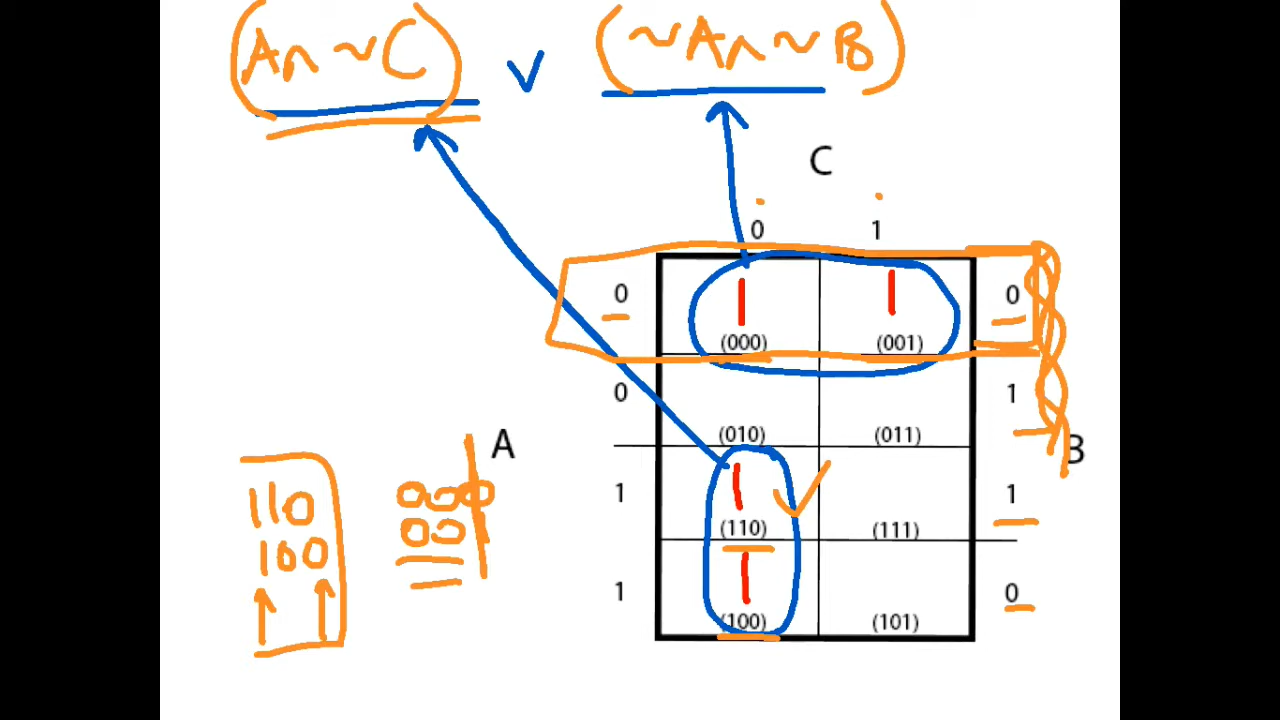 (A ∧ ~C) ∨ (~A ∧ ~B)
C
0 1
0 1 1 0
(000) (001)
0 1
(010) (011)
A B
1 1 1
110 000 (110) (111)
100 00 1
1 0
(100) (101)